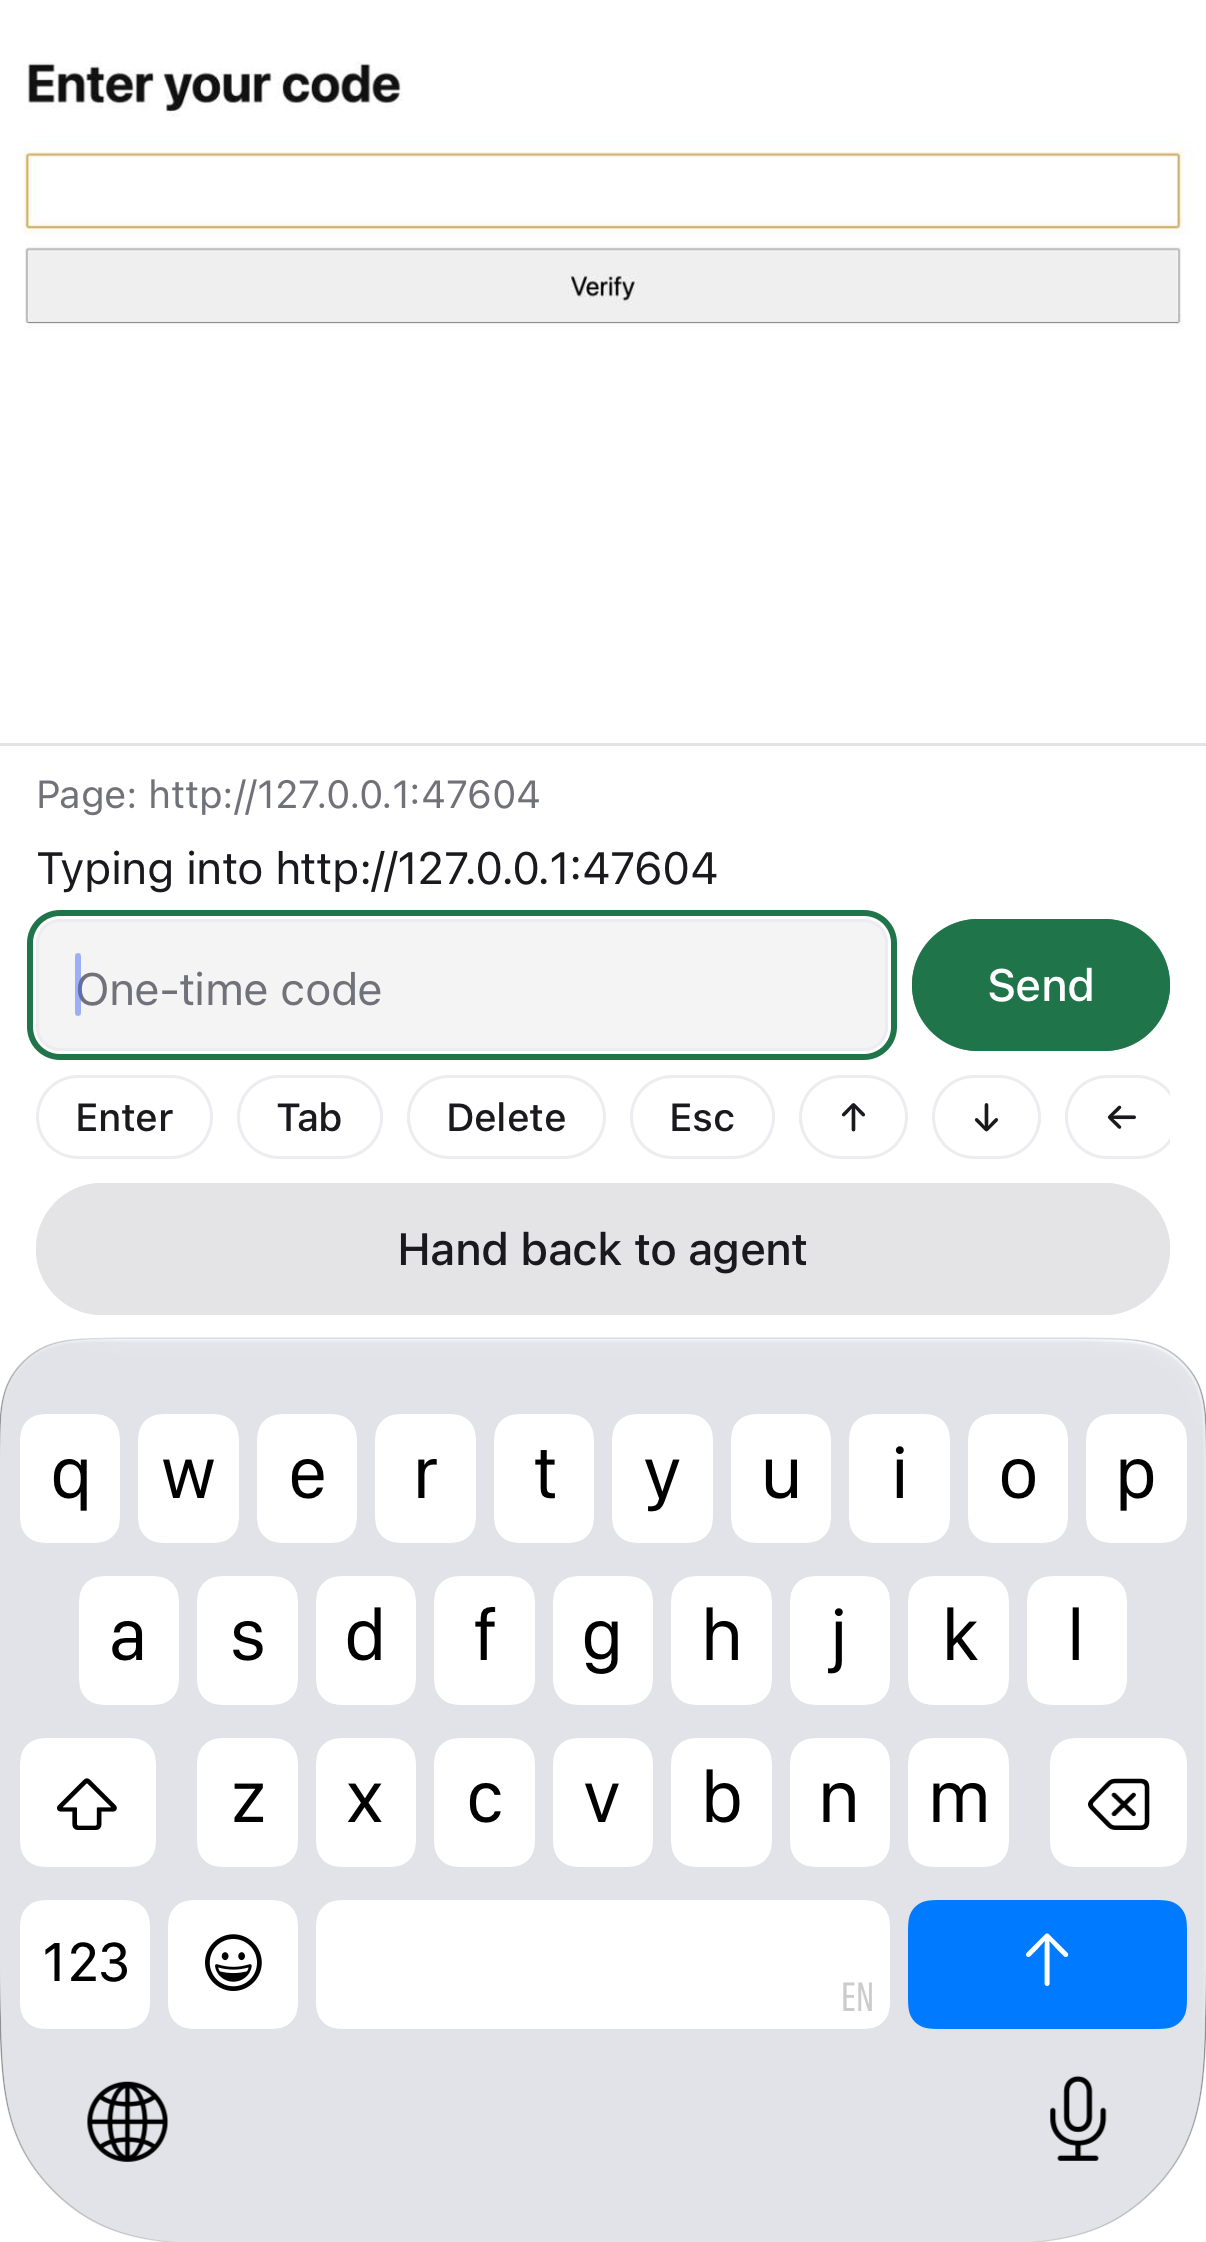 Enter your code
Verify
Page: http://127.0.0.1:47604
Typing into http://127.0.0.1:47604
One-time code
Send
Enter Tab Delete Esc ↑ ↓ ←
Hand back to agent
q w e r t y u i o p
a s d f g h j k l
z x c v b n m
123 EN